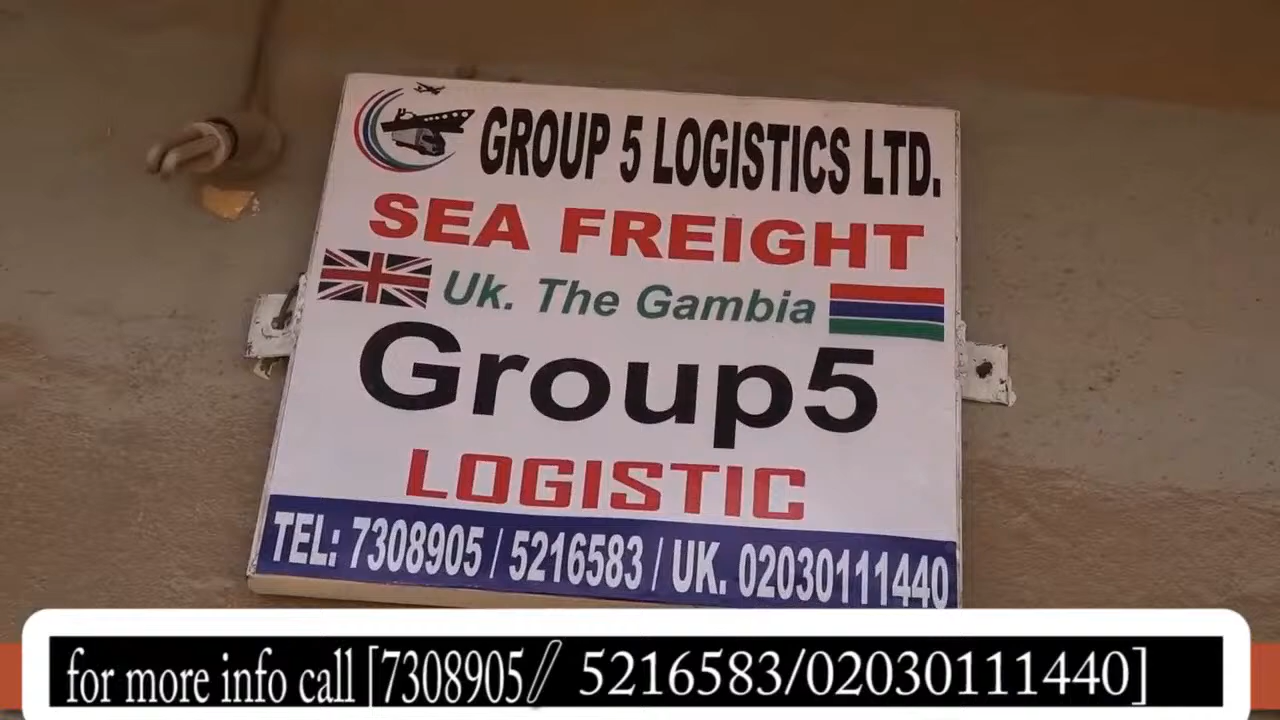 GROUP 5 LOGISTICS LTD.
SEA FREIGHT
Uk. The Gambia
Group5
LOGISTIC
TEL: 7308905 / 5216583 / UK. 02030111440
for more info call [7308905// 5216583/02030111440]